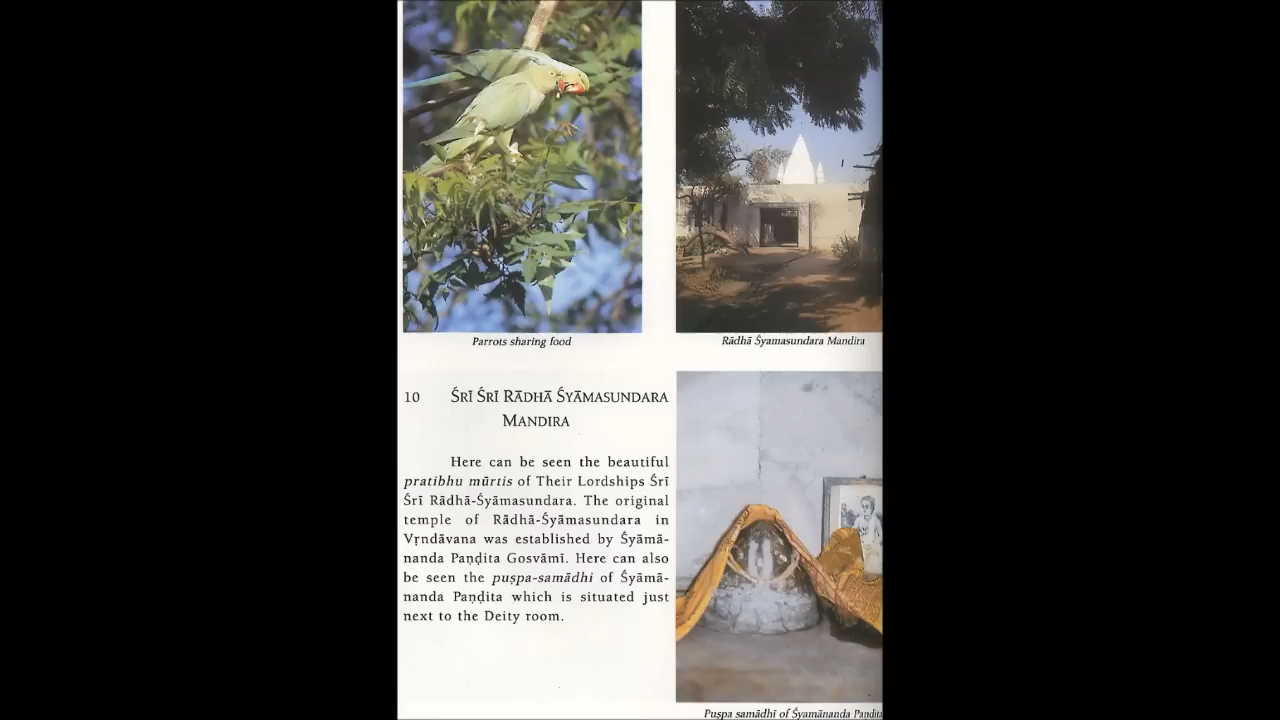 Parrots sharing food
Rādhā Śyamasundara Mandira
10 ŚRĪ ŚRĪ RĀDHĀ ŚYĀMASUNDARA
MANDIRA
Here can be seen the beautiful
pratibhu mūrtis of Their Lordships Śrī
Śrī Rādhā-Śyāmasundara. The original
temple of Rādhā-Śyāmasundara in
Vṛndāvana was established by Śyāmā-
nanda Paṇḍita Gosvāmī. Here can also
be seen the puṣpa-samādhi of Śyāmā-
nanda Paṇḍita which is situated just
next to the Deity room.
Puṣpa samādhi of Śyamānanda Paṇḍita